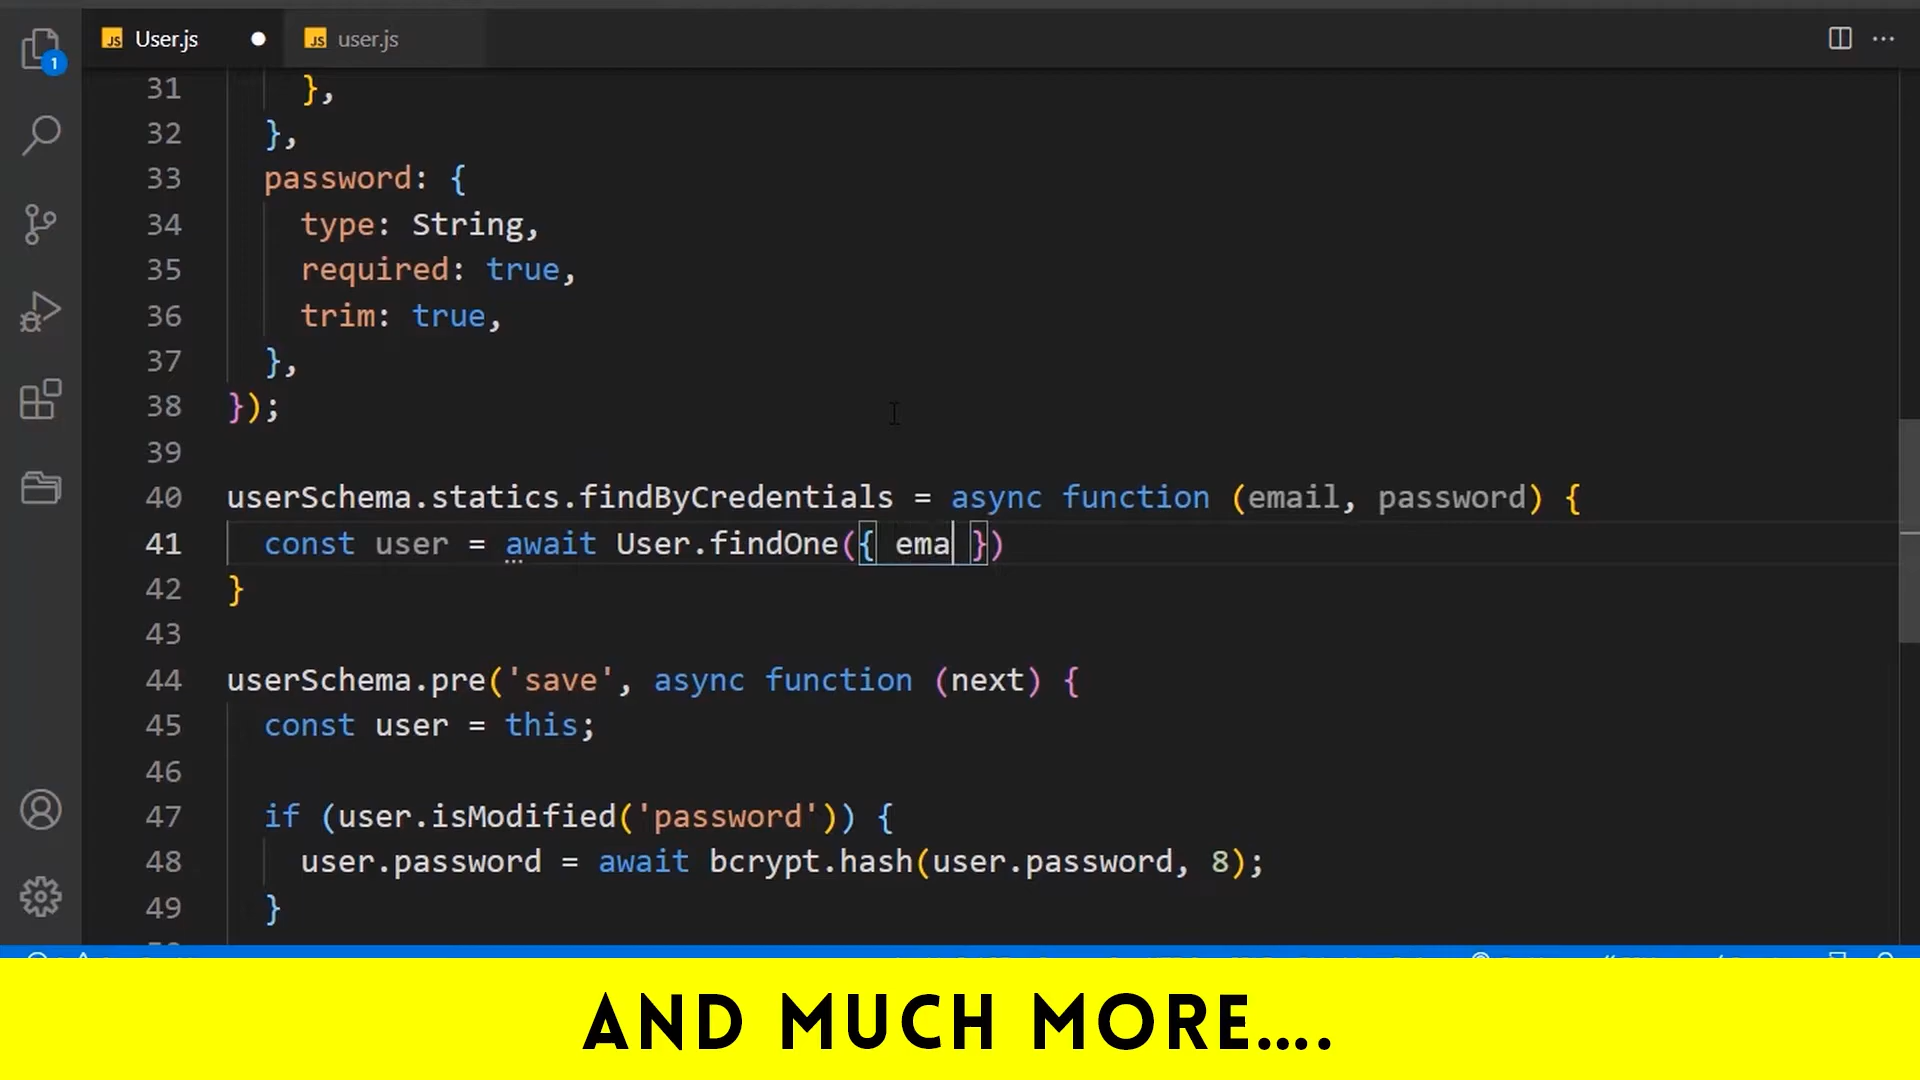 JS User.js
JS user.js
1
31 },
32 },
33 password: {
34 type: String,
35 required: true,
36 trim: true,
37 },
38 });
39
40 userSchema.statics.findByCredentials = async function (email, password) {
41 const user = await User.findOne({ ema })
42 }
43
44 userSchema.pre('save', async function (next) {
45 const user = this;
46
47 if (user.isModified('password')) {
48 user.password = await bcrypt.hash(user.password, 8);
49 }
AND MUCH MORE....